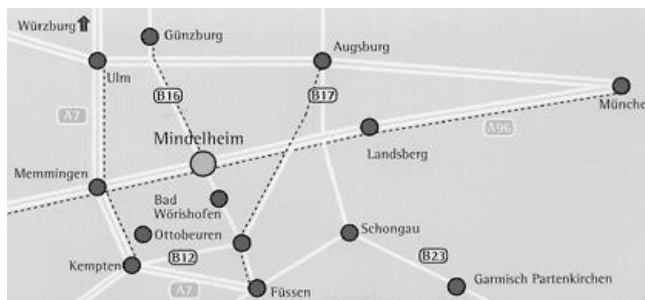 Würzburg
Günzburg
Augsburg
Ulm
B16
B17
A7
München
Mindelheim
A96
Landsberg
Memmingen
Bad
Wörishofen
Ottobeuren
Schongau
B12
B23
Kempten
A7
Füssen
Garmisch Partenkirchen